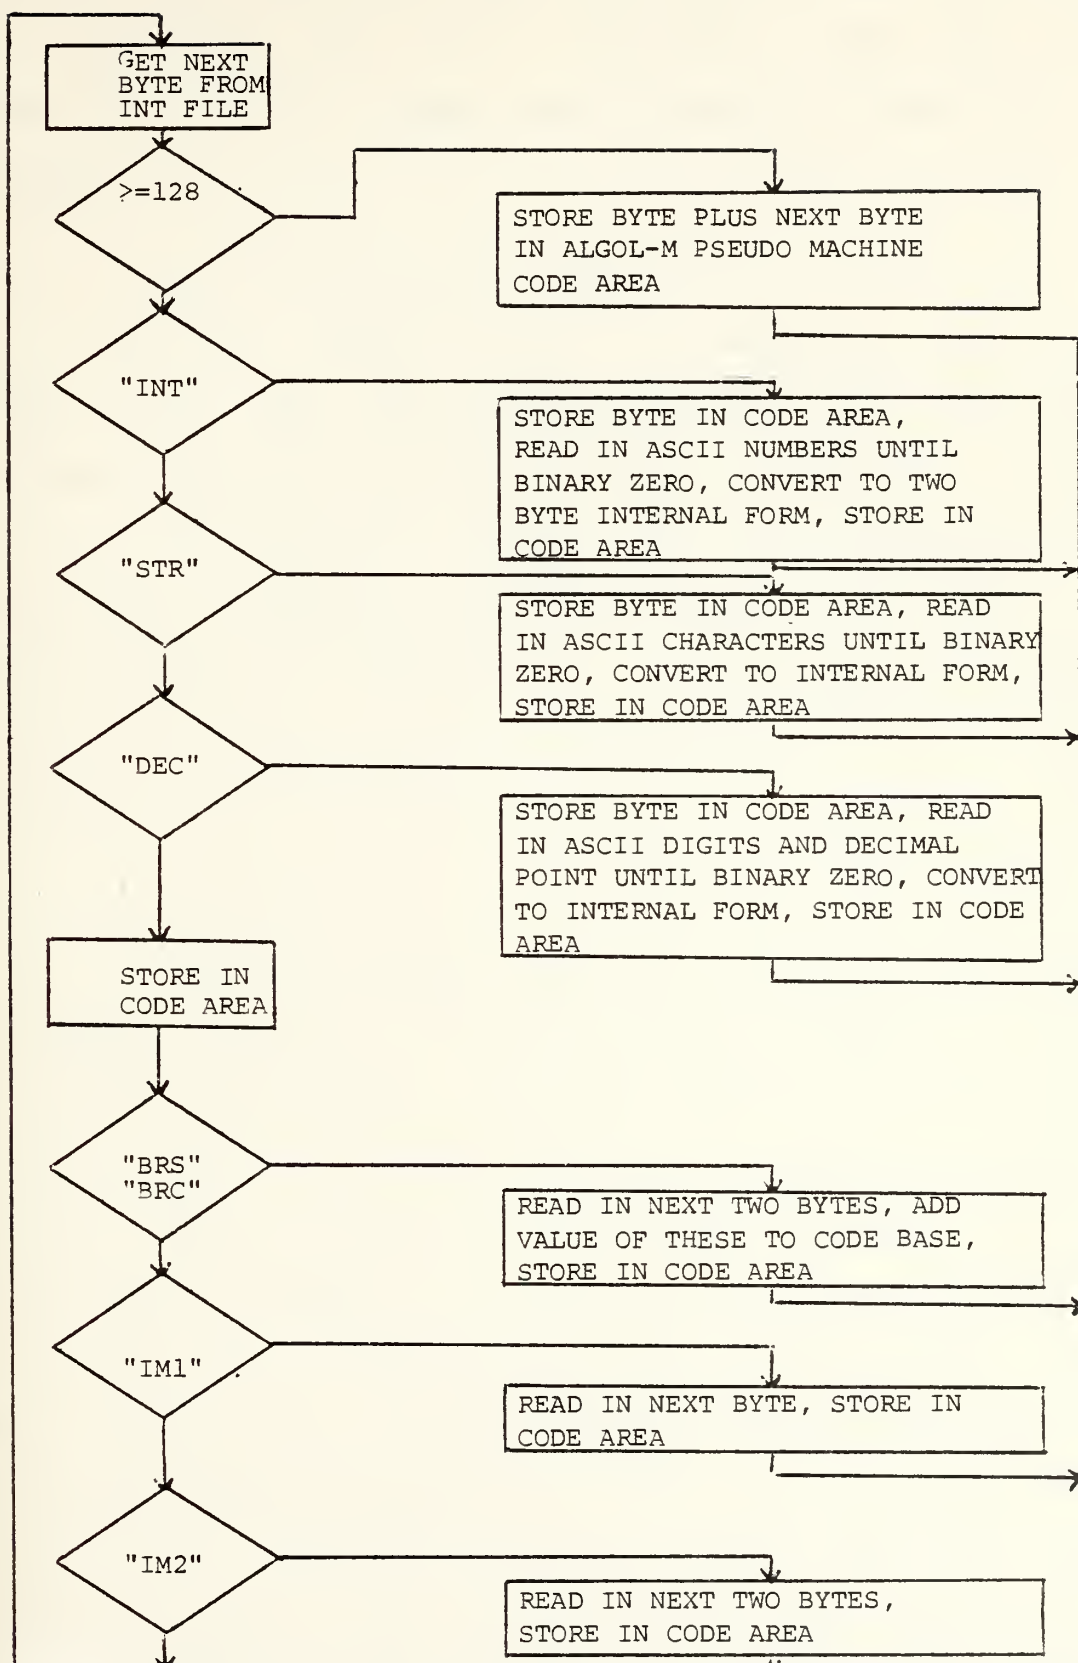 GET NEXT
BYTE FROM
INT FILE
>=128
STORE BYTE PLUS NEXT BYTE
IN ALGOL-M PSEUDO MACHINE
CODE AREA
"INT"
STORE BYTE IN CODE AREA,
READ IN ASCII NUMBERS UNTIL
BINARY ZERO, CONVERT TO TWO
BYTE INTERNAL FORM, STORE IN
CODE AREA
"STR"
STORE BYTE IN CODE AREA, READ
IN ASCII CHARACTERS UNTIL BINARY
ZERO, CONVERT TO INTERNAL FORM,
STORE IN CODE AREA
"DEC"
STORE BYTE IN CODE AREA, READ
IN ASCII DIGITS AND DECIMAL
POINT UNTIL BINARY ZERO, CONVERT
TO INTERNAL FORM, STORE IN CODE
AREA
STORE IN
CODE AREA
"BRS"
"BRC"
READ IN NEXT TWO BYTES, ADD
VALUE OF THESE TO CODE BASE,
STORE IN CODE AREA
"IM1"
READ IN NEXT BYTE, STORE IN
CODE AREA
"IM2"
READ IN NEXT TWO BYTES,
STORE IN CODE AREA